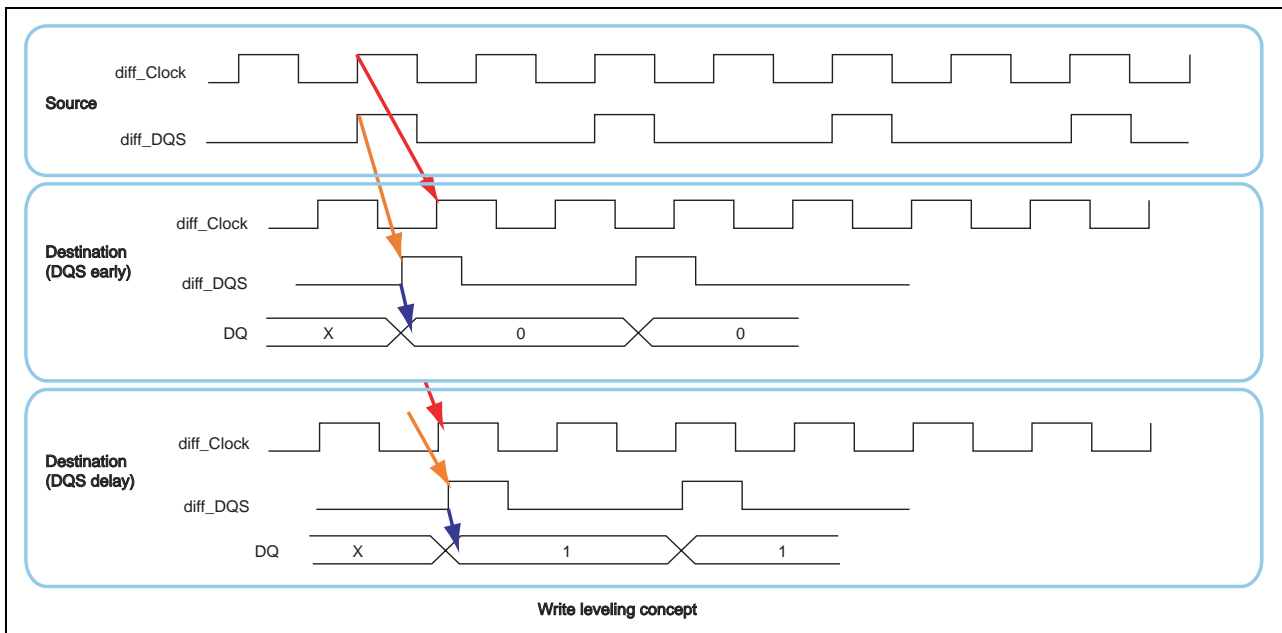 diff_Clock
Source
diff_DQS
diff_Clock
Destination
(DQS early)
diff_DQS
DQ X 0 0
diff_Clock
Destination
(DQS delay)
diff_DQS
DQ X 1 1
Write leveling concept